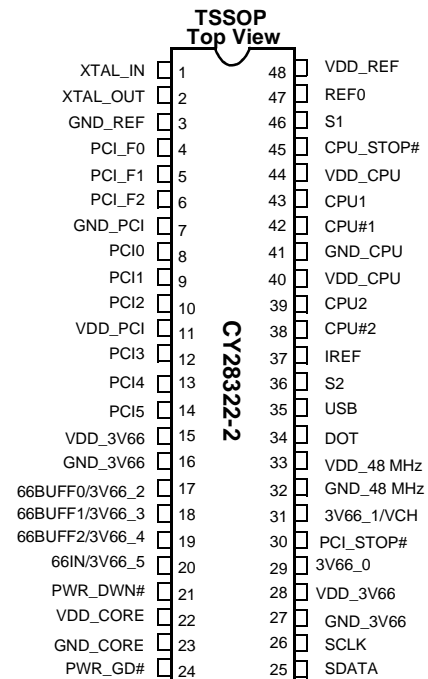 TSSOP
Top View
XTAL_IN 1 48 VDD_REF
XTAL_OUT 2 47 REF0
GND_REF 3 46 S1
PCI_F0 4 45 CPU_STOP#
PCI_F1 5 44 VDD_CPU
PCI_F2 6 43 CPU1
GND_PCI 7 42 CPU#1
PCI0 8 41 GND_CPU
PCI1 9 40 VDD_CPU
PCI2 10 39 CPU2
VDD_PCI 11 38 CPU#2
PCI3 12 37 IREF
PCI4 13 36 S2
PCI5 14 35 USB
VDD_3V66 15 34 DOT
GND_3V66 16 33 VDD_48 MHz
66BUFF0/3V66_2 17 32 GND_48 MHz
66BUFF1/3V66_3 18 31 3V66_1/VCH
66BUFF2/3V66_4 19 30 PCI_STOP#
66IN/3V66_5 20 29 3V66_0
PWR_DWN# 21 28 VDD_3V66
VDD_CORE 22 27 GND_3V66
GND_CORE 23 26 SCLK
PWR_GD# 24 25 SDATA
CY28322-2